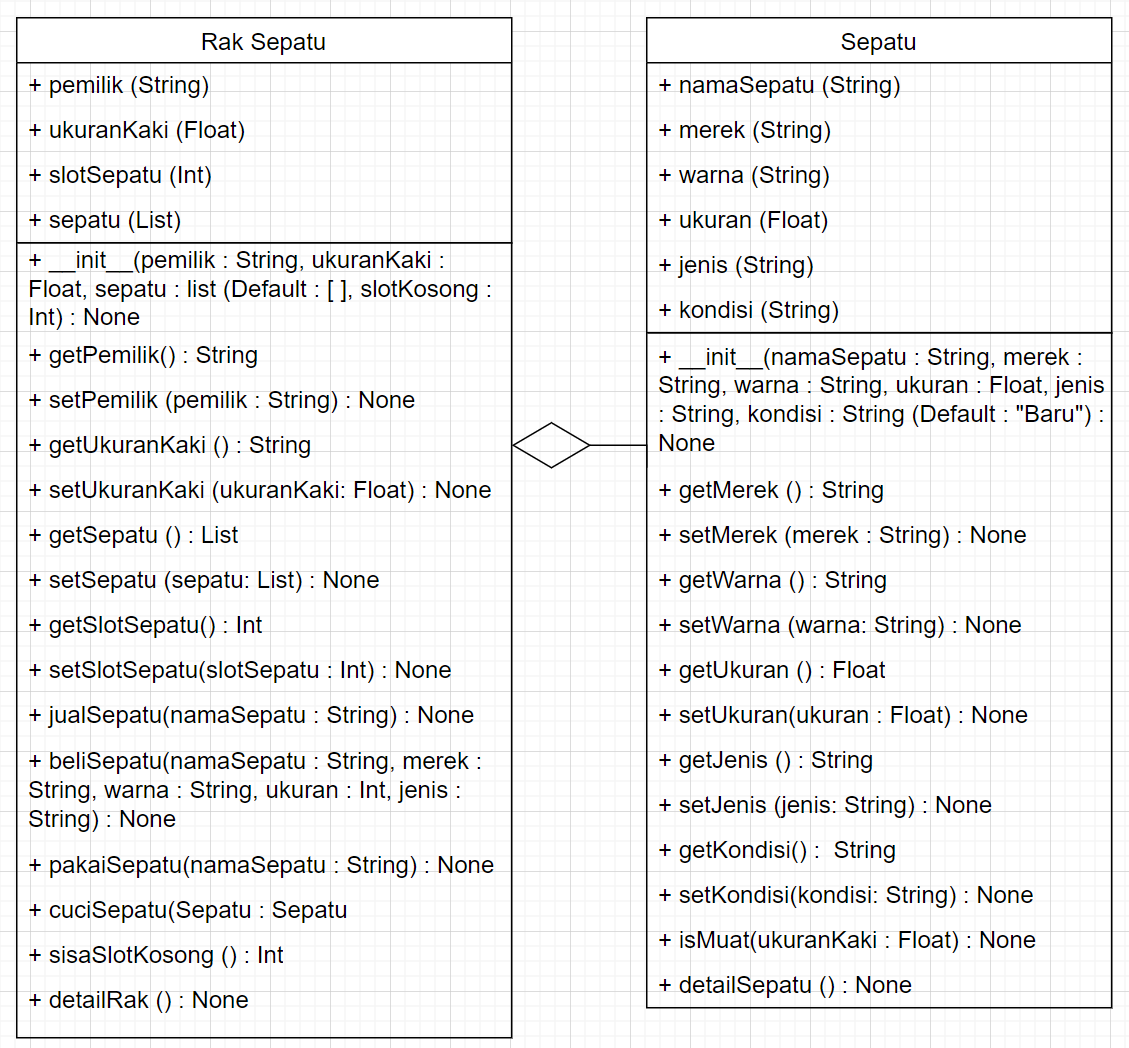 Rak Sepatu
+ pemilik (String)
+ ukuranKaki (Float)
+ slotSepatu (Int)
+ sepatu (List)
+ __init__(pemilik : String, ukuranKaki :
Float, sepatu : list (Default : [ ], slotKosong :
Int) : None
+ getPemilik() : String
+ setPemilik (pemilik : String) : None
+ getUkuranKaki () : String
+ setUkuranKaki (ukuranKaki: Float) : None
+ getSepatu () : List
+ setSepatu (sepatu: List) : None
+ getSlotSepatu() : Int
+ setSlotSepatu(slotSepatu : Int) : None
+ jualSepatu(namaSepatu : String) : None
+ beliSepatu(namaSepatu : String, merek :
String, warna : String, ukuran : Int, jenis :
String) : None
+ pakaiSepatu(namaSepatu : String) : None
+ cuciSepatu(Sepatu : Sepatu
+ sisaSlotKosong () : Int
+ detailRak () : None
Sepatu
+ namaSepatu (String)
+ merek (String)
+ warna (String)
+ ukuran (Float)
+ jenis (String)
+ kondisi (String)
+ __init__(namaSepatu : String, merek :
String, warna : String, ukuran : Float, jenis
: String, kondisi : String (Default : "Baru") :
None
+ getMerek () : String
+ setMerek (merek : String) : None
+ getWarna () : String
+ setWarna (warna: String) : None
+ getUkuran () : Float
+ setUkuran(ukuran : Float) : None
+ getJenis () : String
+ setJenis (jenis: String) : None
+ getKondisi() :  String
+ setKondisi(kondisi: String) : None
+ isMuat(ukuranKaki : Float) : None
+ detailSepatu () : None